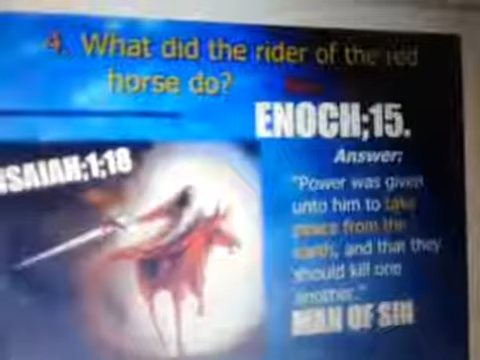 4. What did the rider of the red
horse do?
ENOCH;15.
ISAIAH:1;18
Answer:
"Power was given
unto him to take
peace from the
earth, and that they
should kill one
another."
MAN OF SIN